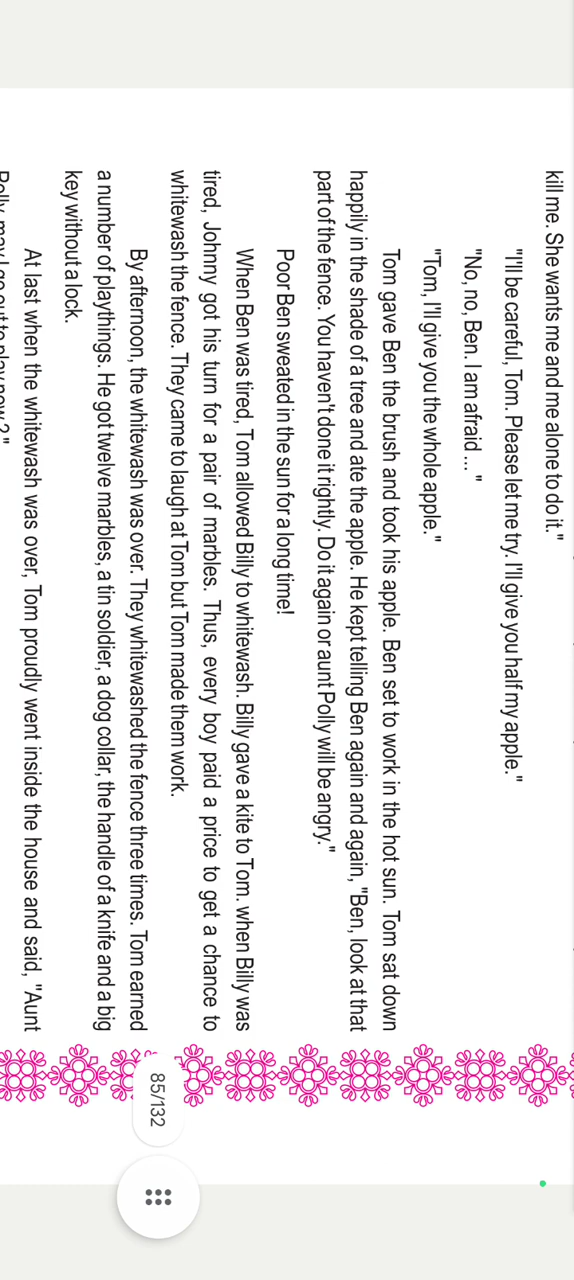 kill me. She wants me and me alone to do it."
"I'll be careful, Tom. Please let me try. I'll give you half my apple."
"No, no, Ben. I am afraid ... "
"Tom, I'll give you the whole apple."
Tom gave Ben the brush and took his apple. Ben set to work in the hot sun. Tom sat down
happily in the shade of a tree and ate the apple. He kept telling Ben again and again, "Ben, look at that
part of the fence. You haven't done it rightly. Do it again or aunt Polly will be angry."
Poor Ben sweated in the sun for a long time!
When Ben was tired, Tom allowed Billy to whitewash. Billy gave a kite to Tom. when Billy was
tired, Johnny got his turn for a pair of marbles. Thus, every boy paid a price to get a chance to
whitewash the fence. They came to laugh at Tom but Tom made them work.
By afternoon, the whitewash was over. They whitewashed the fence three times. Tom earned
a number of playthings. He got twelve marbles, a tin soldier, a dog collar, the handle of a knife and a big
key without a lock.
At last when the whitewash was over, Tom proudly went inside the house and said, "Aunt
Polly, may I go out to play now?"
85/132